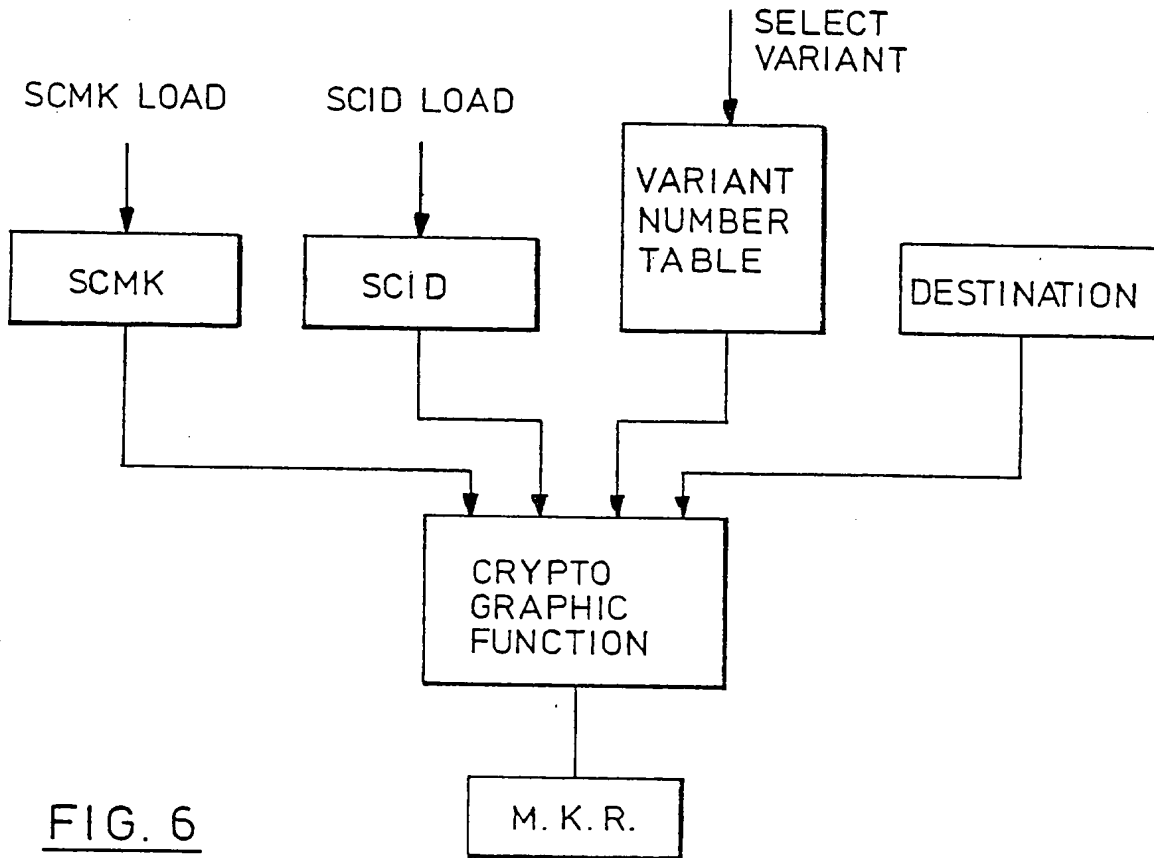 SELECT
VARIANT
SCMK LOAD
SCID LOAD
VARIANT
NUMBER
TABLE
SCMK
SCID
DESTINATION
CRYPTO
GRAPHIC
FUNCTION
M. K. R.
FIG. 6